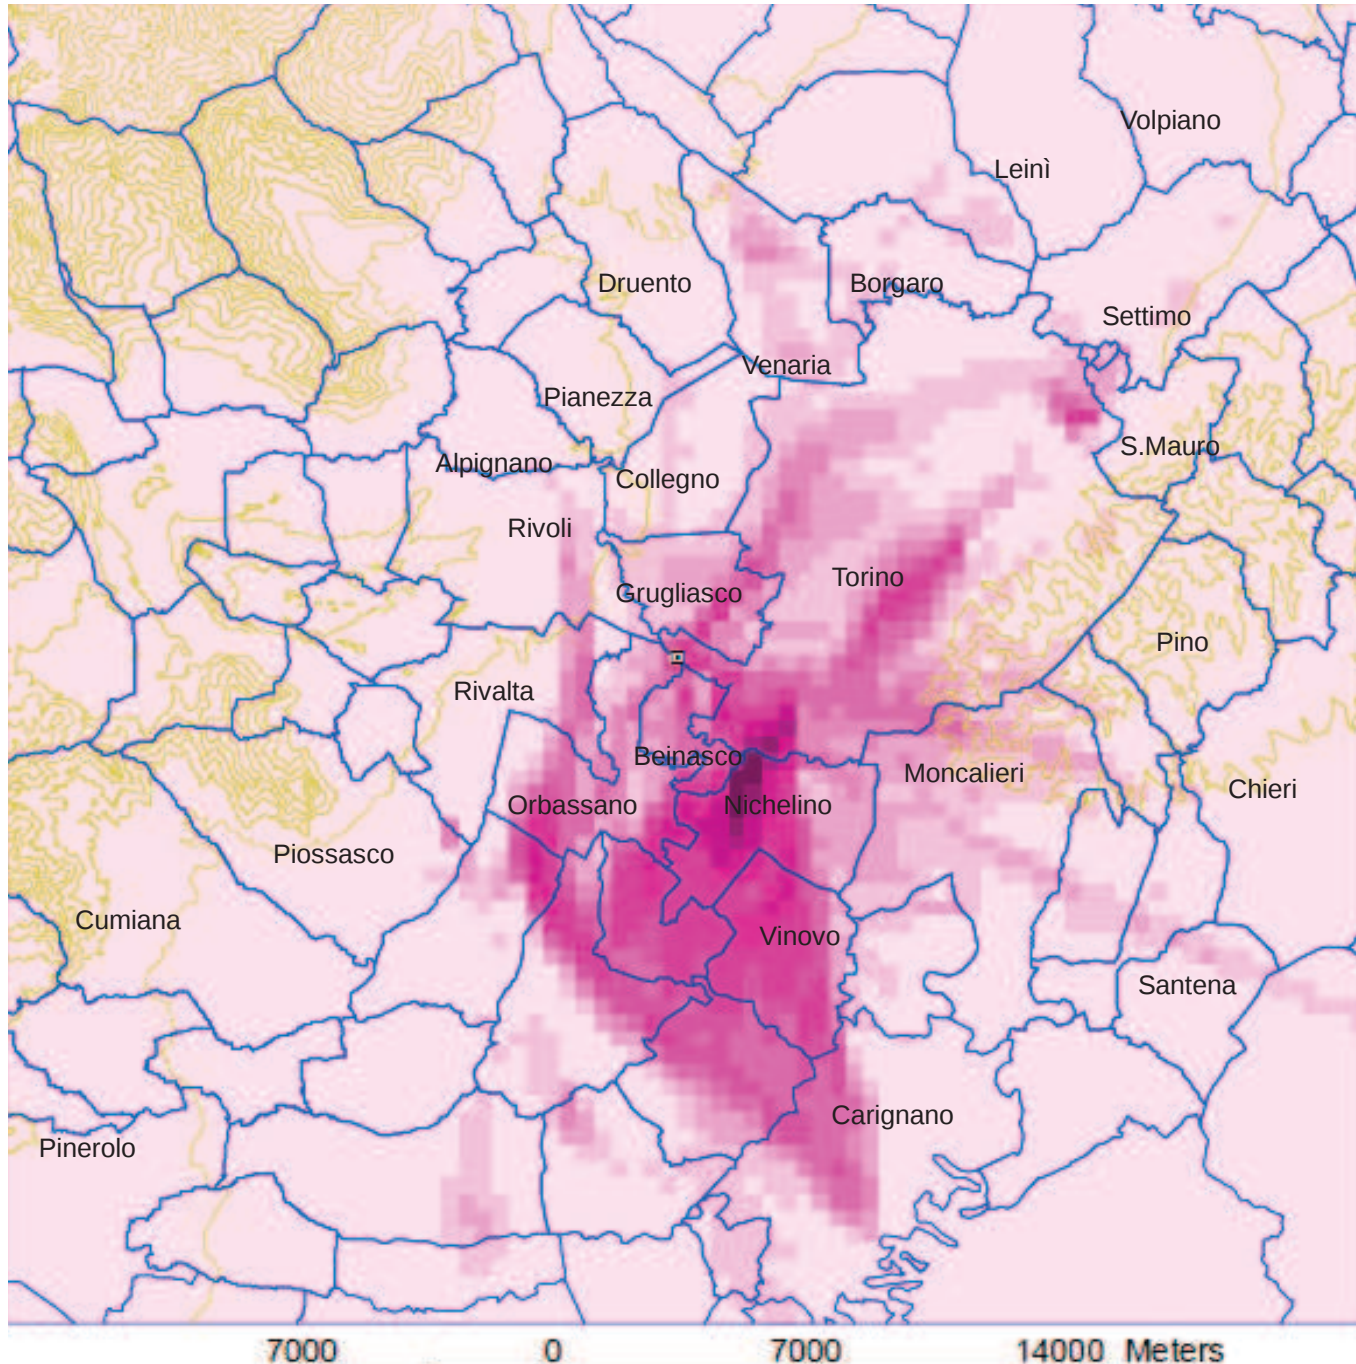 Volpiano
Leinì
Druento
Borgaro
Settimo
Venaria
Pianezza
S.Mauro
Alpignano
Collegno
Rivoli
Torino
Grugliasco
Pino
Rivalta
Beinasco
Moncalieri
Chieri
Orbassano
Nichelino
Piossasco
Cumiana
Vinovo
Santena
Carignano
Pinerolo
7000 0 7000 14000 Meters